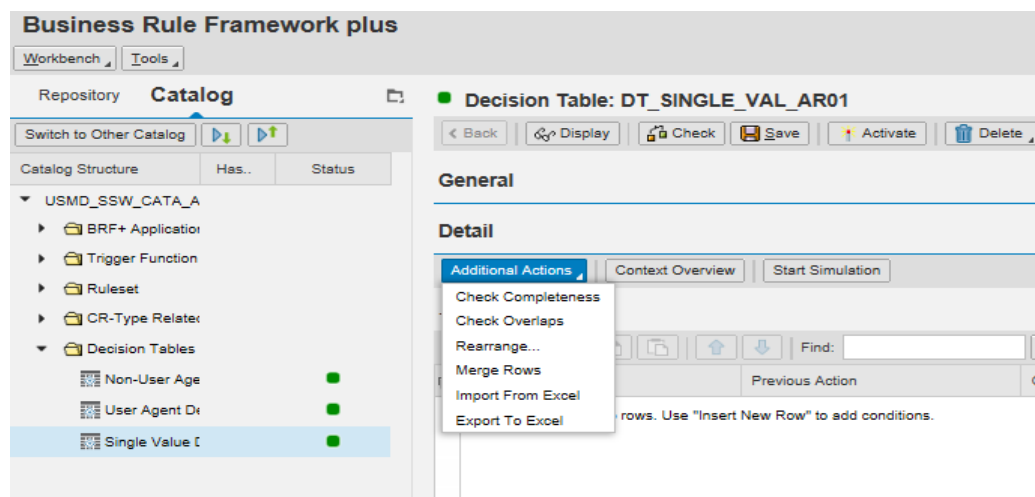 Business Rule Framework plus
Workbench Tools
Repository Catalog
Switch to Other Catalog
Catalog Structure Has.. Status
USMD_SSW_CATA_A
BRF+ Application
Trigger Function
Ruleset
CR-Type Related
Decision Tables
Non-User Age
User Agent De
Single Value D
Decision Table: DT_SINGLE_VAL_AR01
< Back Display Check Save Activate Delete
General
Detail
Additional Actions Context Overview Start Simulation
Check Completeness
Check Overlaps
Rearrange...
Merge Rows
Import From Excel
Export To Excel
Find:
Previous Action
rows. Use "Insert New Row" to add conditions.